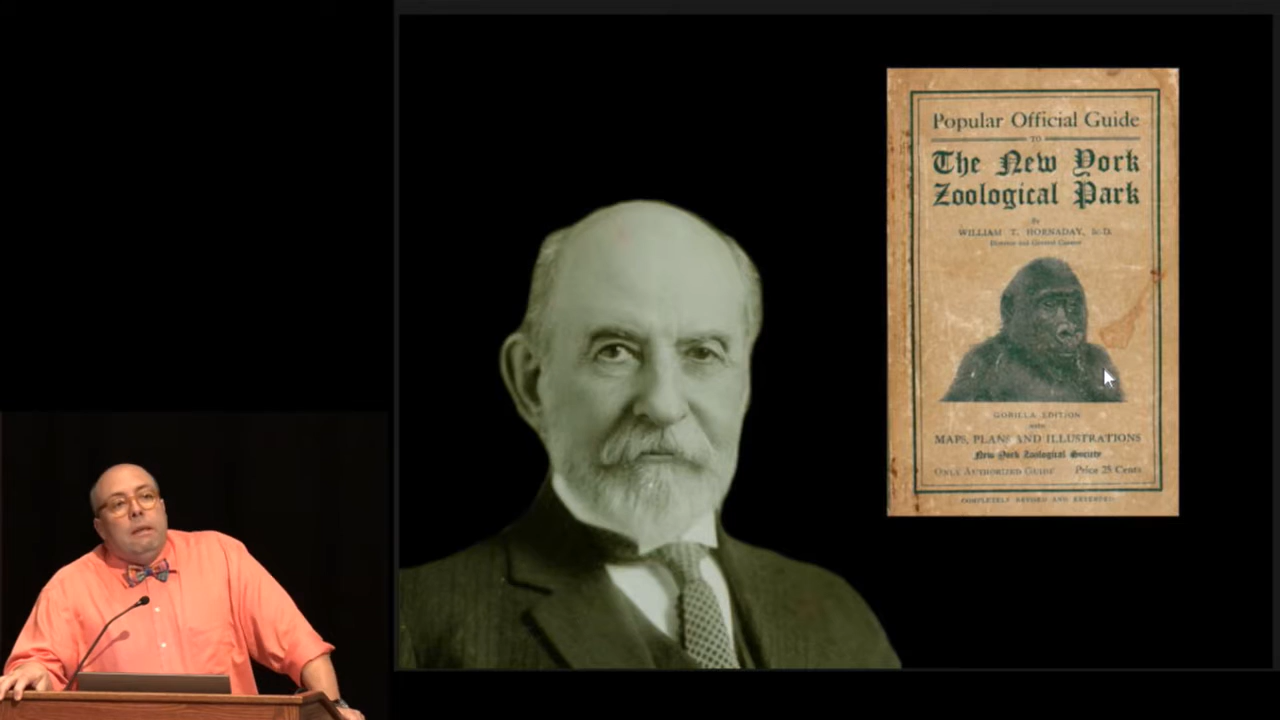 Popular Official Guide
TO
The New York
Zoological Park
By
WILLIAM T. HORNADAY, Sc.D.
Director and General Curator
GORILLA EDITION
with
MAPS, PLANS AND ILLUSTRATIONS
New York Zoological Society
ONLY AUTHORIZED GUIDE Price 25 Cents
COMPLETELY REVISED AND EXTENDED